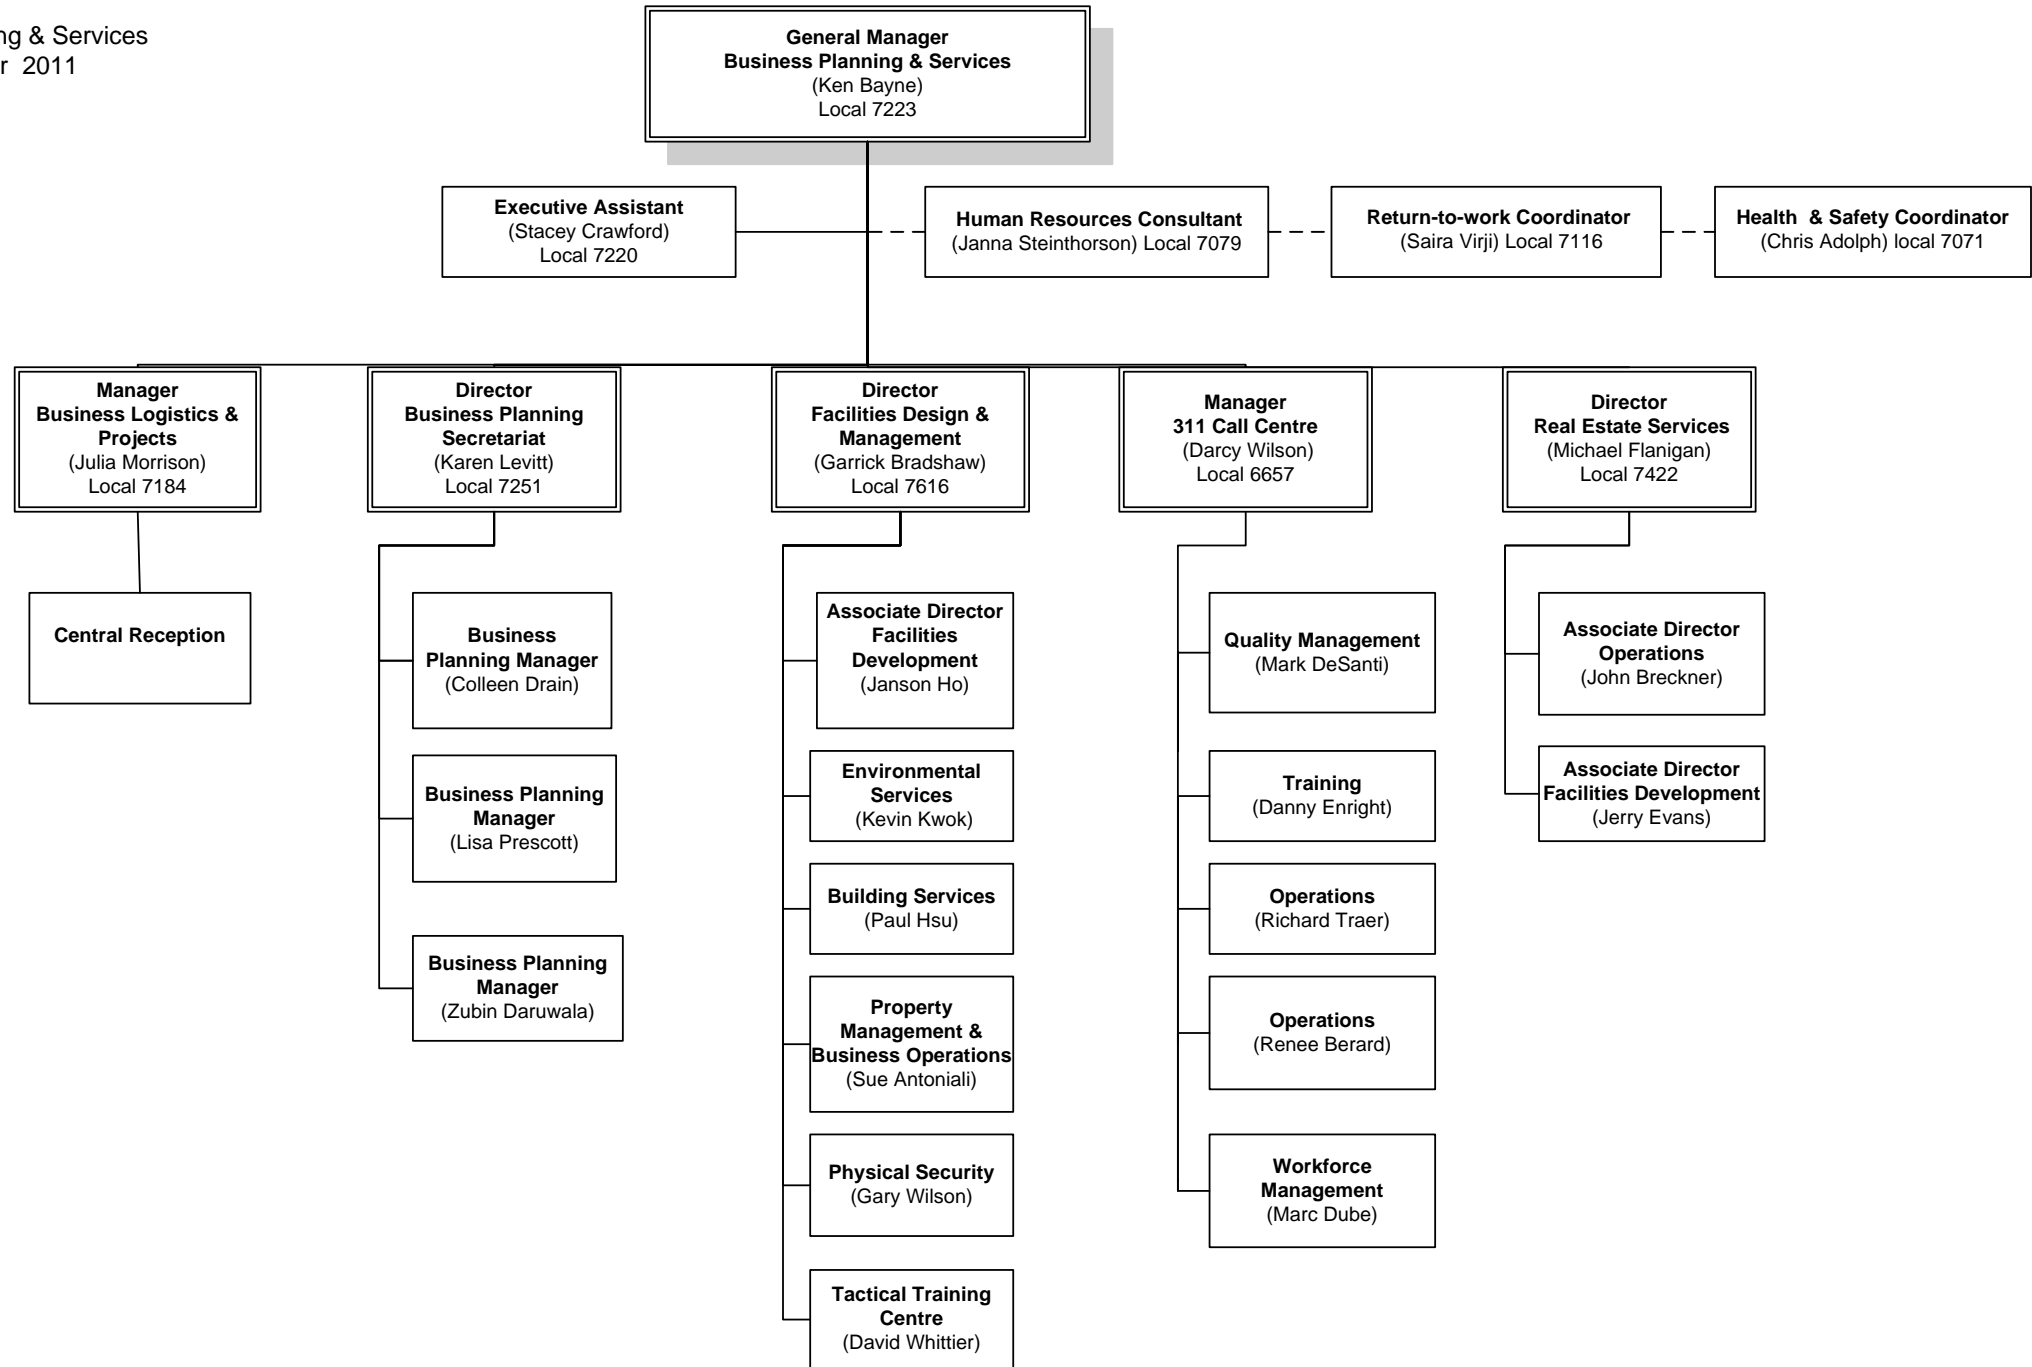 ng & Services
r 2011
General Manager
Business Planning & Services
(Ken Bayne)
Local 7223
Executive Assistant
(Stacey Crawford)
Local 7220
Human Resources Consultant
(Janna Steinthorson) Local 7079
Return-to-work Coordinator
(Saira Virji) Local 7116
Health & Safety Coordinator
(Chris Adolph) local 7071
Manager
Business Logistics &
Projects
(Julia Morrison)
Local 7184
Director
Business Planning
Secretariat
(Karen Levitt)
Local 7251
Director
Facilities Design &
Management
(Garrick Bradshaw)
Local 7616
Manager
311 Call Centre
(Darcy Wilson)
Local 6657
Director
Real Estate Services
(Michael Flanigan)
Local 7422
Central Reception
Business
Planning Manager
(Colleen Drain)
Business Planning
Manager
(Lisa Prescott)
Business Planning
Manager
(Zubin Daruwala)
Associate Director
Facilities
Development
(Janson Ho)
Environmental
Services
(Kevin Kwok)
Building Services
(Paul Hsu)
Property
Management &
Business Operations
(Sue Antoniali)
Physical Security
(Gary Wilson)
Tactical Training
Centre
(David Whittier)
Quality Management
(Mark DeSanti)
Training
(Danny Enright)
Operations
(Richard Traer)
Operations
(Renee Berard)
Workforce
Management
(Marc Dube)
Associate Director
Operations
(John Breckner)
Associate Director
Facilities Development
(Jerry Evans)